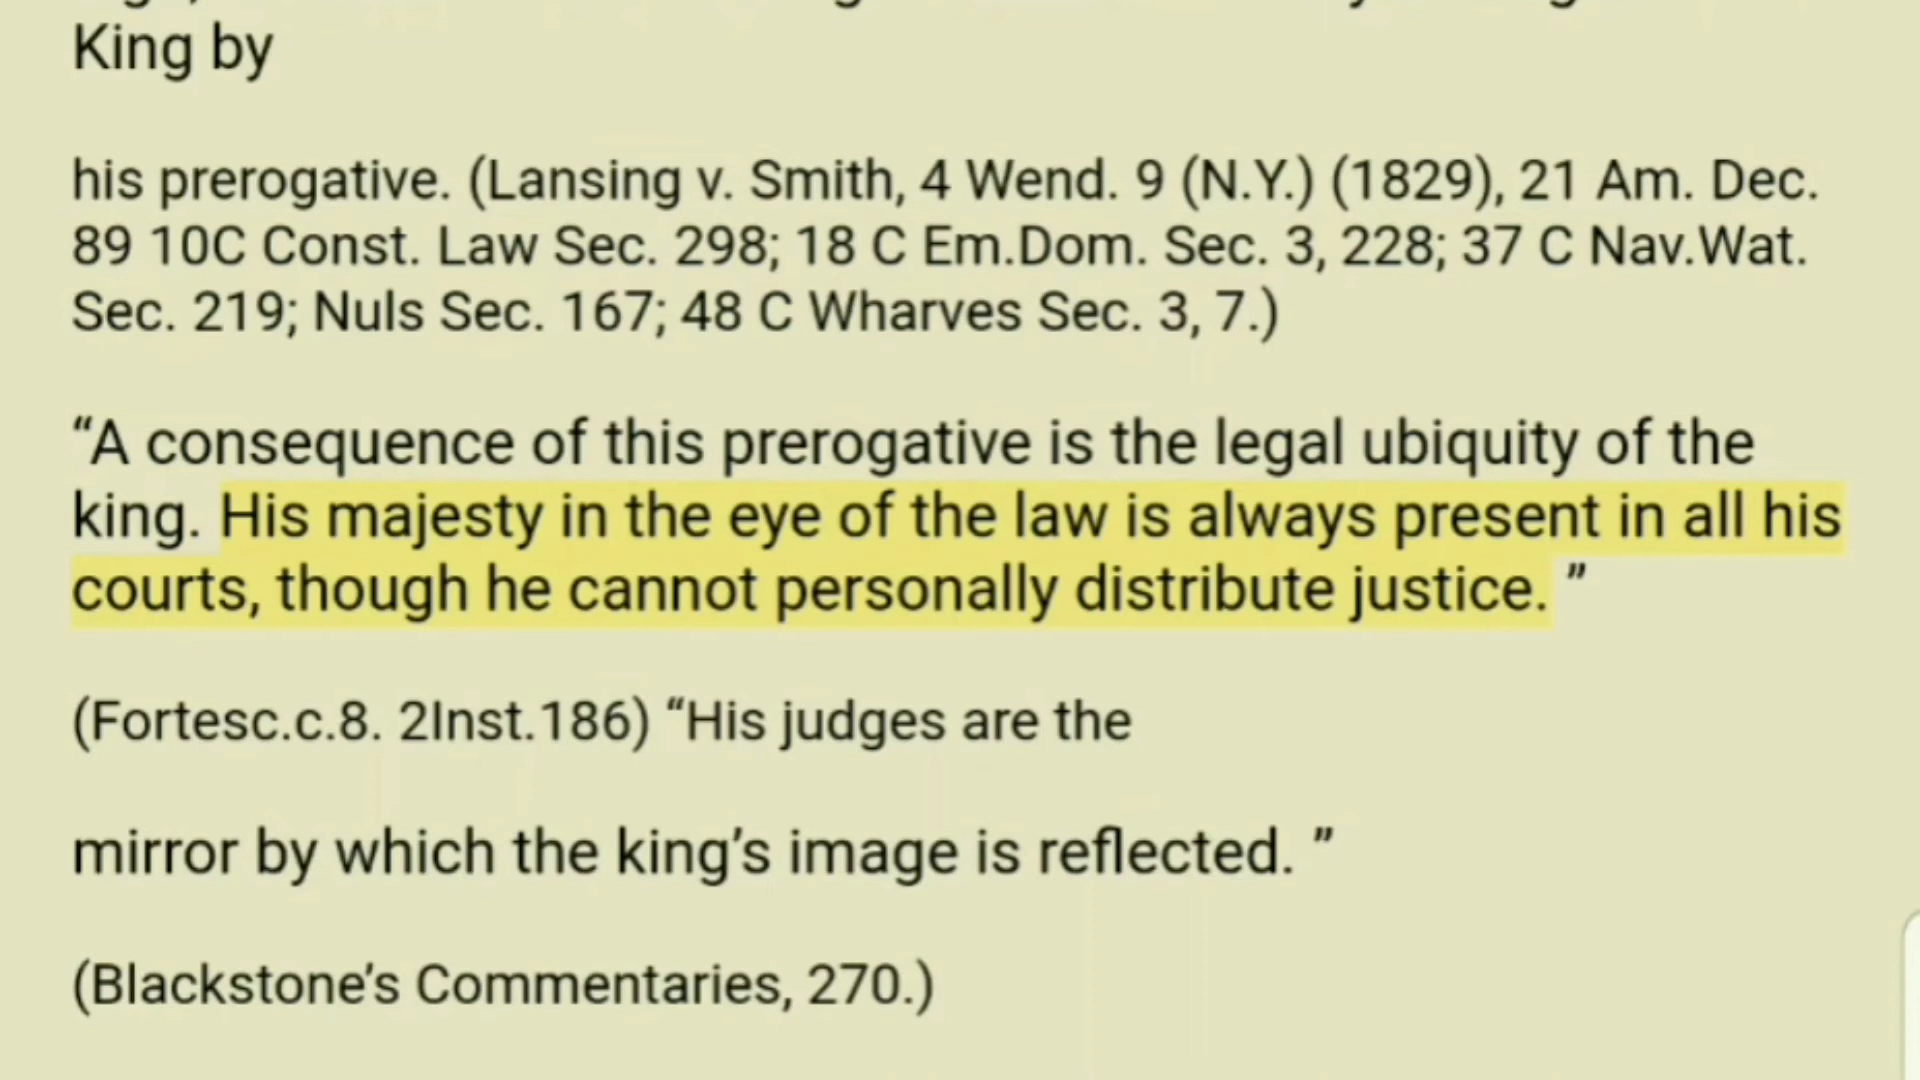 King by
his prerogative. (Lansing v. Smith, 4 Wend. 9 (N.Y.) (1829), 21 Am. Dec.
89 10C Const. Law Sec. 298; 18 C Em.Dom. Sec. 3, 228; 37 C Nav.Wat.
Sec. 219; Nuls Sec. 167; 48 C Wharves Sec. 3, 7.)
“A consequence of this prerogative is the legal ubiquity of the
king. His majesty in the eye of the law is always present in all his
courts, though he cannot personally distribute justice. ”
(Fortesc.c.8. 2Inst.186) “His judges are the
mirror by which the king’s image is reflected. ”
(Blackstone’s Commentaries, 270.)